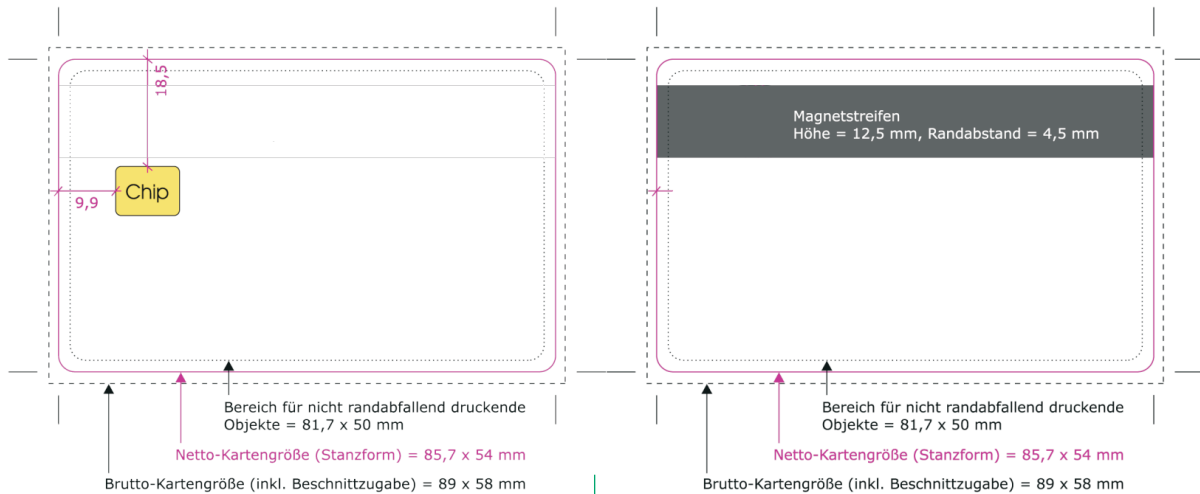 18,5
9,9
Chip
Bereich für nicht randabfallend druckende
Objekte = 81,7 x 50 mm
Netto-Kartengröße (Stanzform) = 85,7 x 54 mm
Brutto-Kartengröße (inkl. Beschnittzugabe) = 89 x 58 mm
Magnetstreifen
Höhe = 12,5 mm, Randabstand = 4,5 mm
Bereich für nicht randabfallend druckende
Objekte = 81,7 x 50 mm
Netto-Kartengröße (Stanzform) = 85,7 x 54 mm
Brutto-Kartengröße (inkl. Beschnittzugabe) = 89 x 58 mm